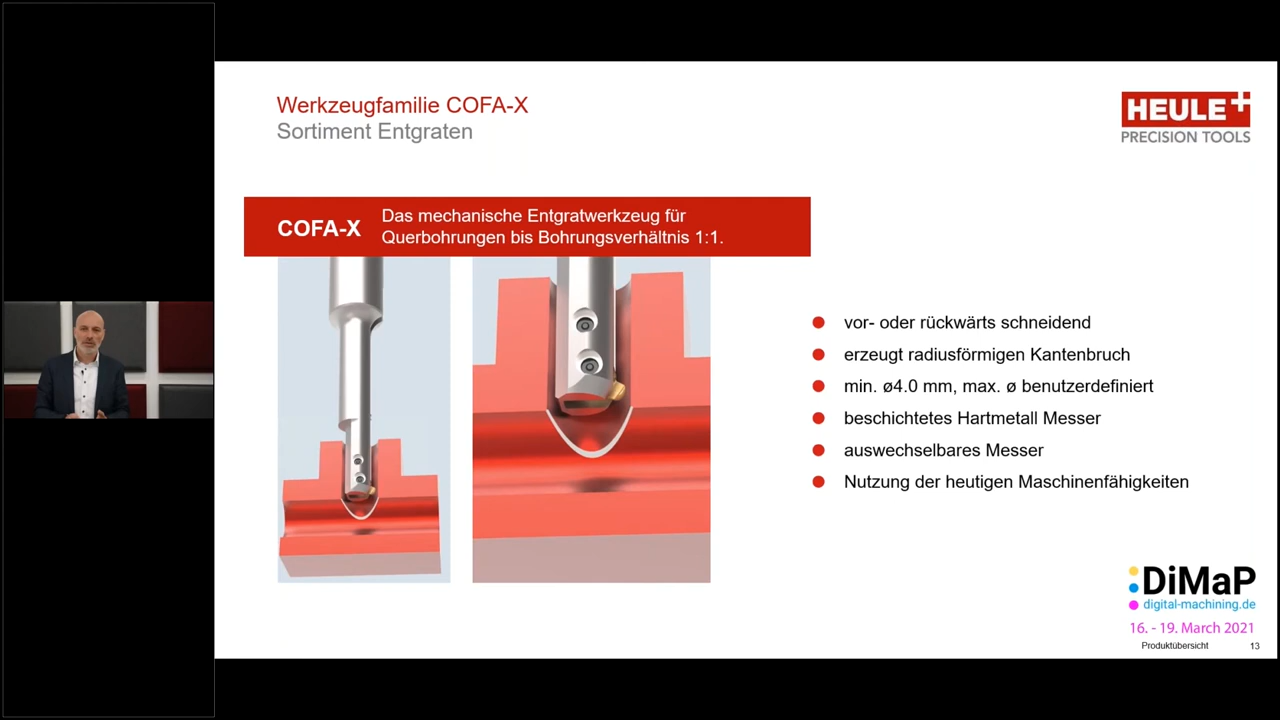 Werkzeugfamilie COFA-X
Sortiment Entgraten
HEULE+
PRECISION TOOLS
COFA-X
Das mechanische Entgratwerkzeug für
Querbohrungen bis Bohrungsverhältnis 1:1.
vor- oder rückwärts schneidend
erzeugt radiusförmigen Kantenbruch
min. ø4.0 mm, max. ø benutzerdefiniert
beschichtetes Hartmetall Messer
auswechselbares Messer
Nutzung der heutigen Maschinenfähigkeiten
DiMaP
digital-machining.de
16. - 19. March 2021
Produktübersicht 13